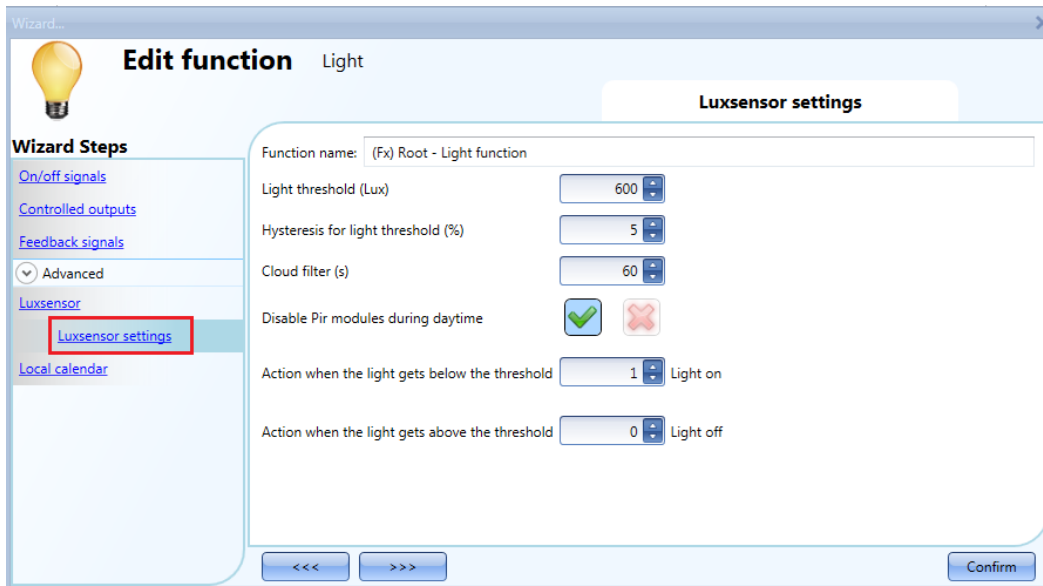 Wizard...
Edit function Light
Luxsensor settings
Wizard Steps
On/off signals
Controlled outputs
Feedback signals
Advanced
Luxsensor
Luxsensor settings
Local calendar
Function name: (Fx) Root - Light function
Light threshold (Lux) 600
Hysteresis for light threshold (%) 5
Cloud filter (s) 60
Disable Pir modules during daytime
Action when the light gets below the threshold 1 Light on
Action when the light gets above the threshold 0 Light off
<<< >>> Confirm